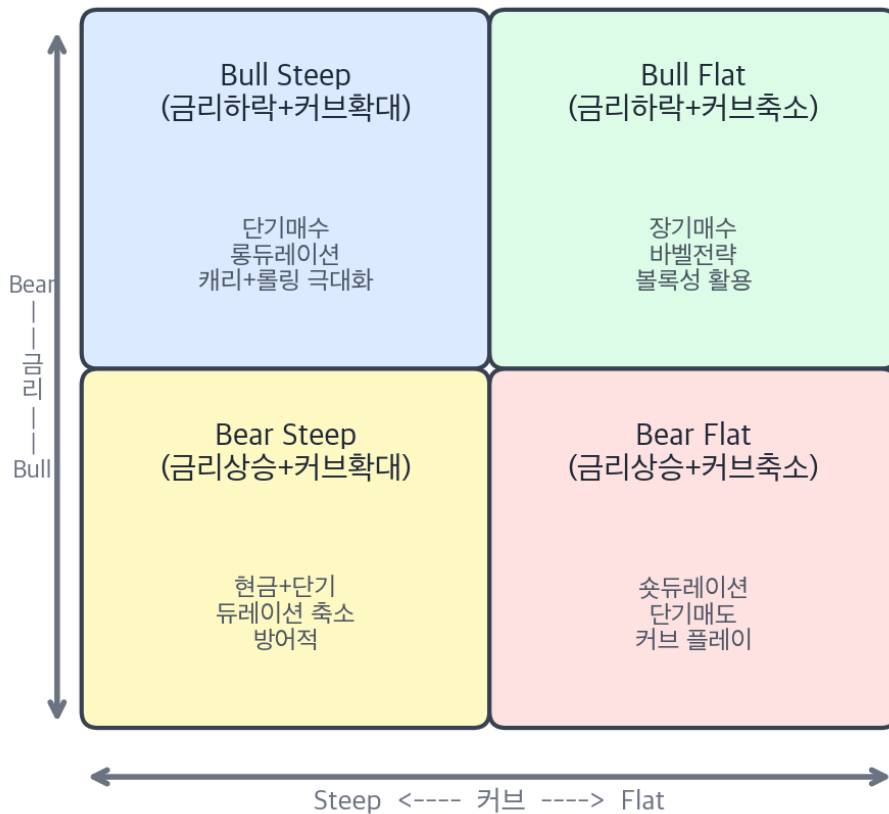 Bull Steep
(금리하락+커브확대)
단기매수
롱듀레이션
캐리+롤링 극대화
Bull Flat
(금리하락+커브축소)
장기매수
바벨전략
볼록성 활용
Bear
|
|
금
리
|
|
Bull
Bear Steep
(금리상승+커브확대)
현금+단기
듀레이션 축소
방어적
Bear Flat
(금리상승+커브축소)
숏듀레이션
단기매도
커브 플레이
Steep <---- 커브 ----> Flat